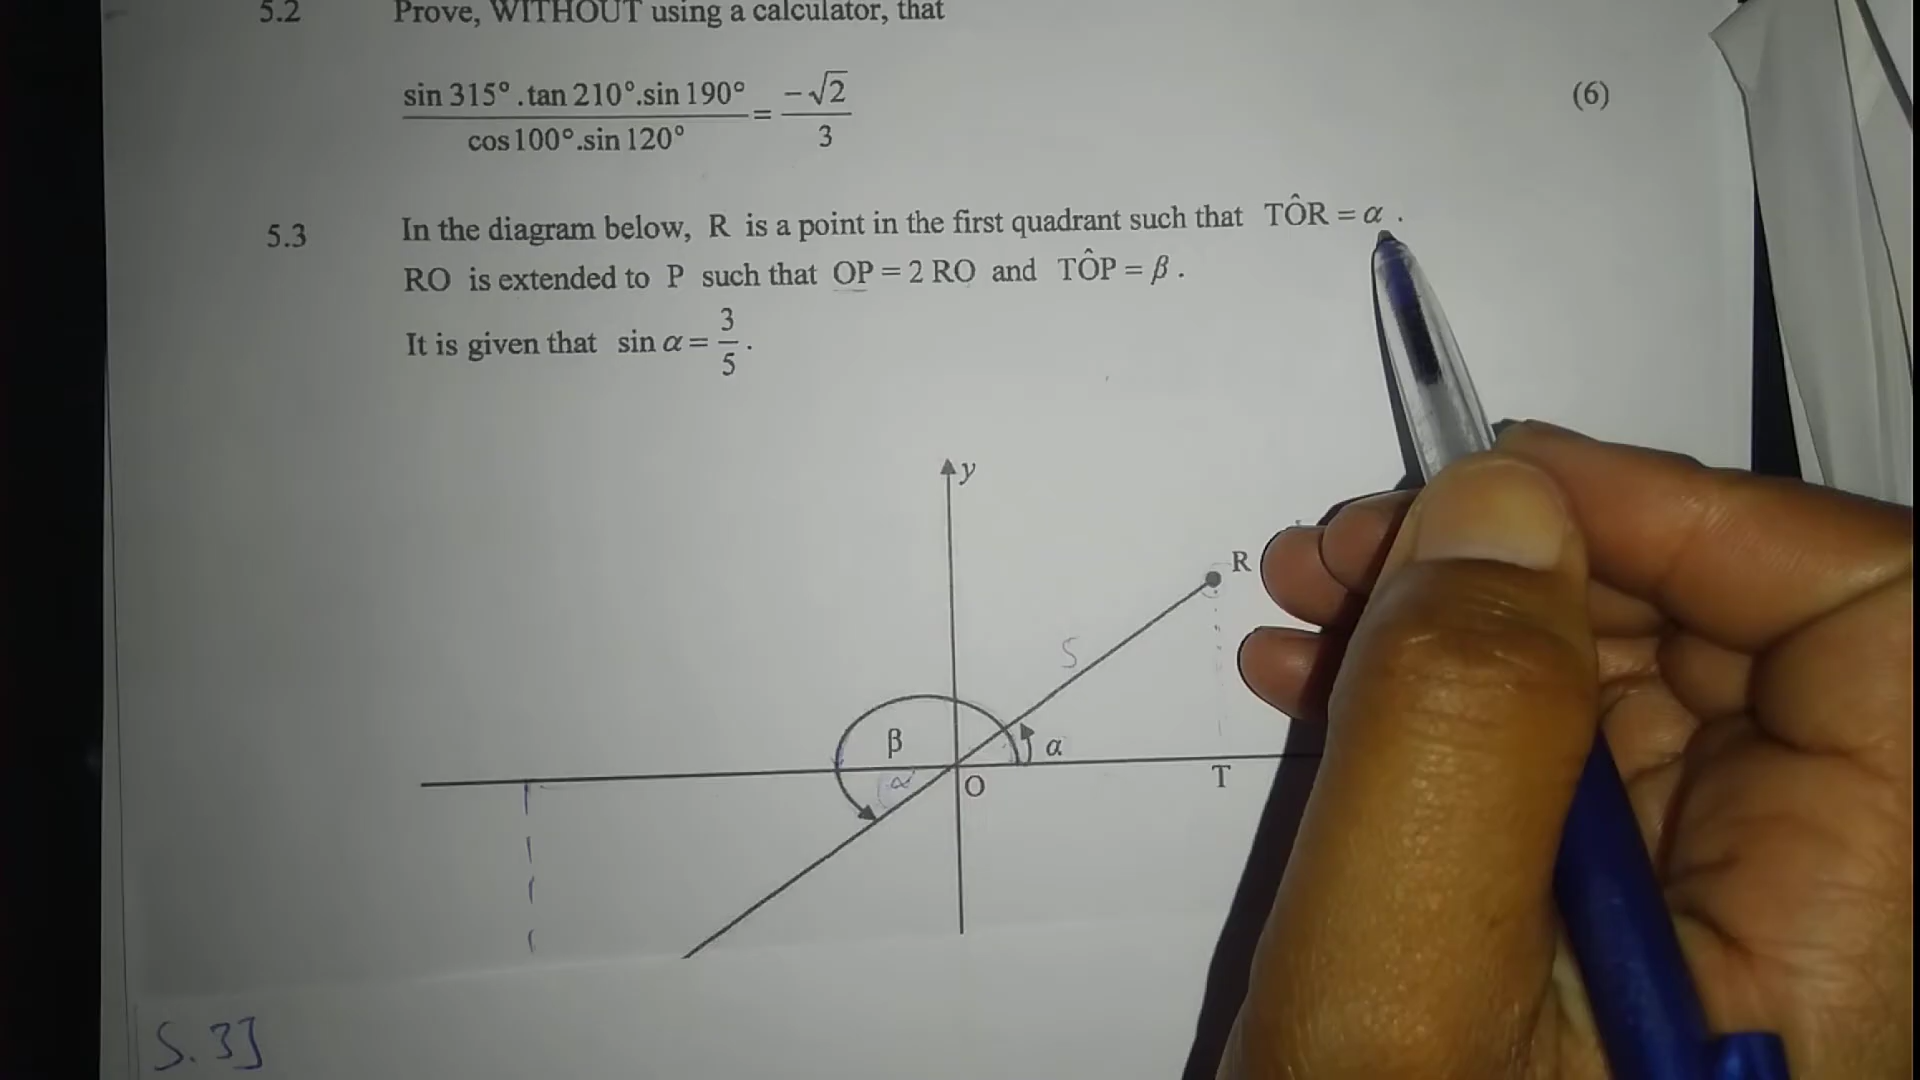 5.2 Prove, WITHOUT using a calculator, that
sin 315° . tan 210°. sin 190° / cos 100°. sin 120° = -√2 / 3 (6)
5.3 In the diagram below, R is a point in the first quadrant such that TÔR = α .
RO is extended to P such that OP = 2 RO and TÔP = β .
It is given that sin α = 3/5 .
y
R
5
β
α
α
O
T
5.3]